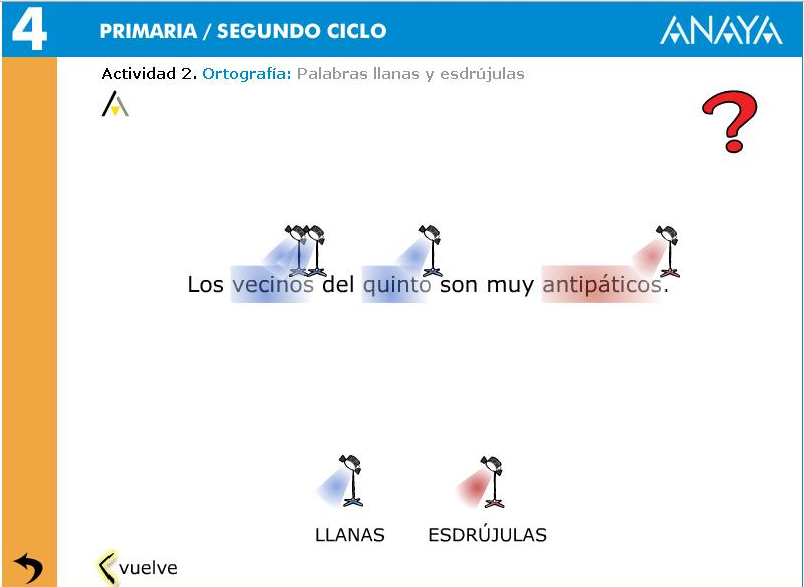 4 PRIMARIA / SEGUNDO CICLO ANAYA
Actividad 2. Ortografía: Palabras llanas y esdrújulas
?
Los vecinos del quinto son muy antipáticos.
LLANAS ESDRÚJULAS
vuelve